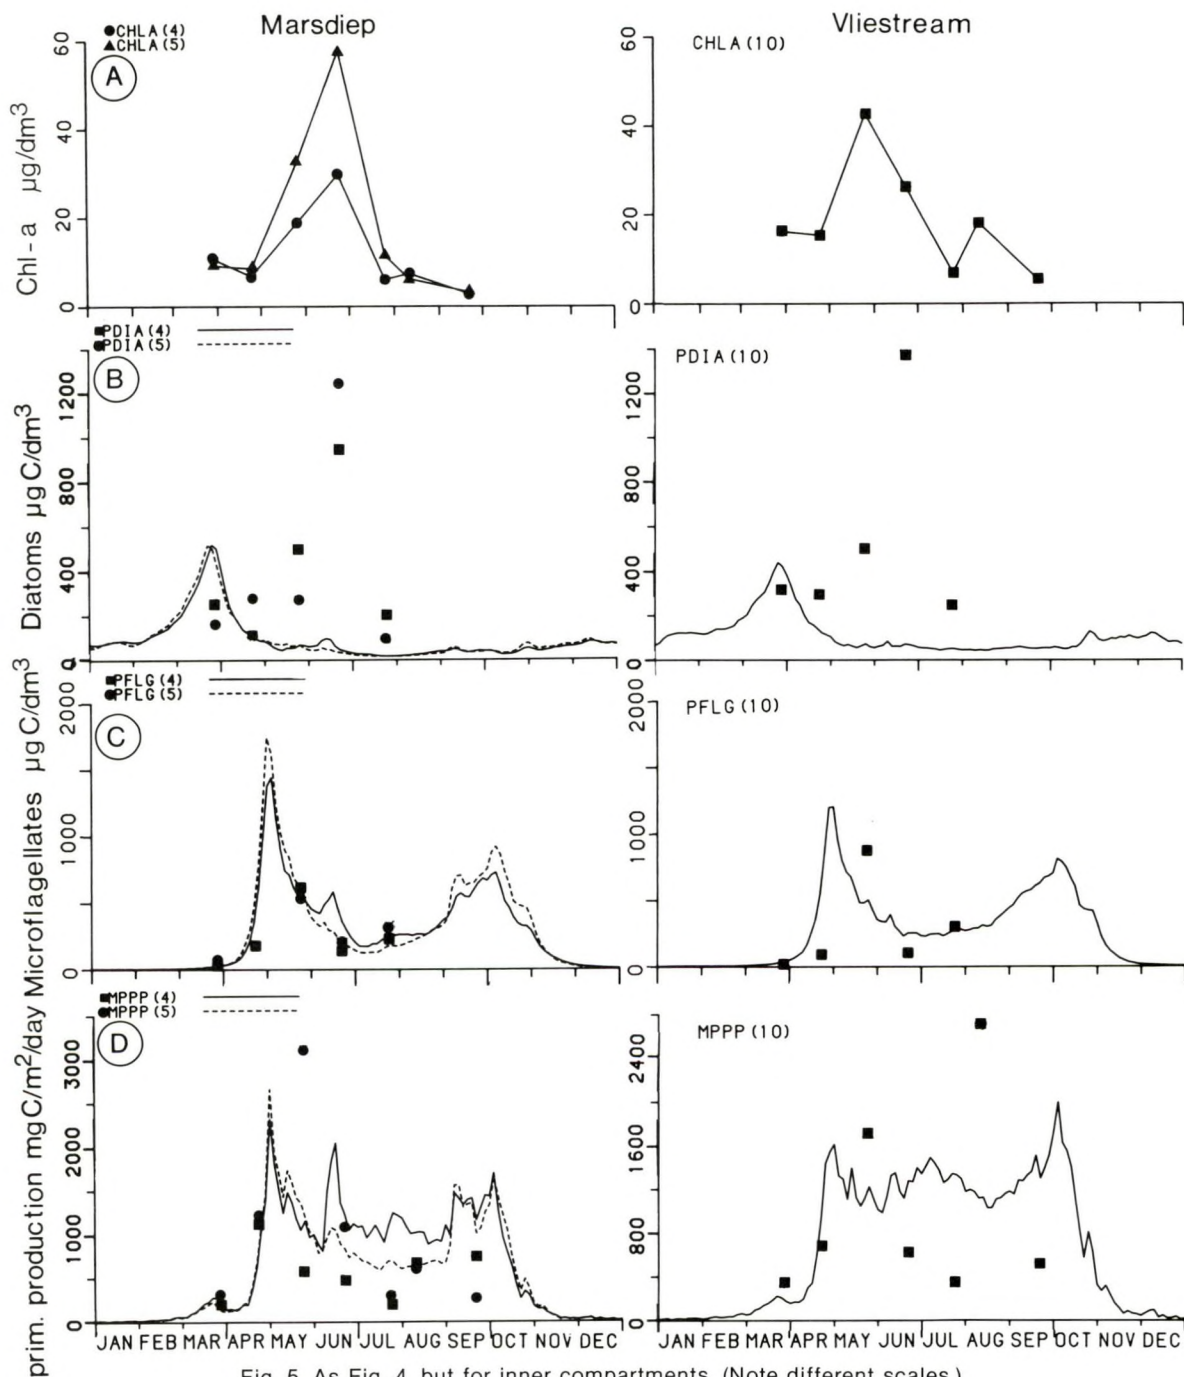 Marsdiep
Vliestream
CHLA(4)
CHLA(5)
A
CHLA(10)
Chl-a µg/dm3
60
40
20
0
60
40
20
0
PDIA(4)
PDIA(5)
B
PDIA(10)
Diatoms µgC/dm3
1200
800
400
0
1200
800
400
0
PFLG(4)
PFLG(5)
C
PFLG(10)
Microflagellates µgC/dm3
2000
1000
0
2000
1000
0
MPPP(4)
MPPP(5)
D
MPPP(10)
prim. production mgC/m2/day
3000
2000
1000
0
2400
1600
800
0
JAN FEB MAR APR MAY JUN JUL AUG SEP OCT NOV DEC
JAN FEB MAR APR MAY JUN JUL AUG SEP OCT NOV DEC
Fig. 5. As Fig. 4, but for inner compartments. (Note different scales.)